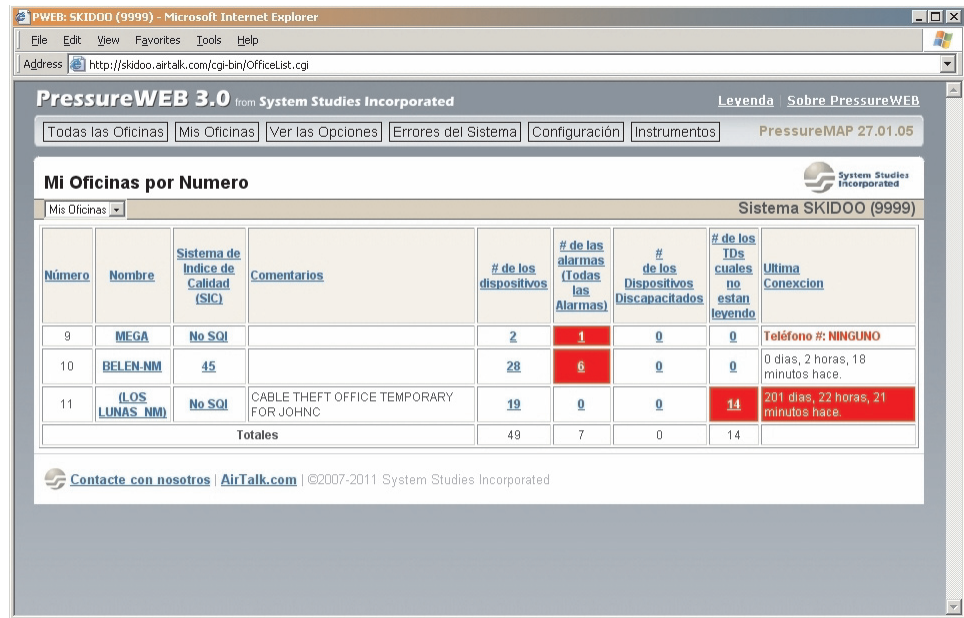 PWEB: SKIDOO (9999) - Microsoft Internet Explorer
File Edit View Favorites Tools Help
Address http://skidoo.airtalk.com/cgi-bin/OfficeList.cgi
PressureWEB 3.0 from System Studies Incorporated
Leyenda | Sobre PressureWEB
Todas las Oficinas Mis Oficinas Ver las Opciones Errores del Sistema Configuración Instrumentos PressureMAP 27.01.05
Mi Oficinas por Numero
System Studies
Incorporated
Mis Oficinas
Sistema SKIDOO (9999)
Número
Nombre
Sistema de
Indice de
Calidad
(SIC)
Comentarios
# de los
dispositivos
# de las
alarmas
(Todas
las
Alarmas)
#
de los
Dispositivos
Discapacitados
# de los
TDs
cuales
no
estan
leyendo
Ultima
Conexcion
9 MEGA No SQI 2 1 0 0 Teléfono #: NINGUNO
10 BELEN-NM 45 28 6 0 0 0 dias, 2 horas, 18
minutos hace.
11 (LOS
LUNAS_NM) No SQI CABLE THEFT OFFICE TEMPORARY
FOR JOHNC 19 0 0 14 201 dias, 22 horas, 21
minutos hace.
Totales 49 7 0 14
Contacte con nosotros | AirTalk.com | ©2007-2011 System Studies Incorporated